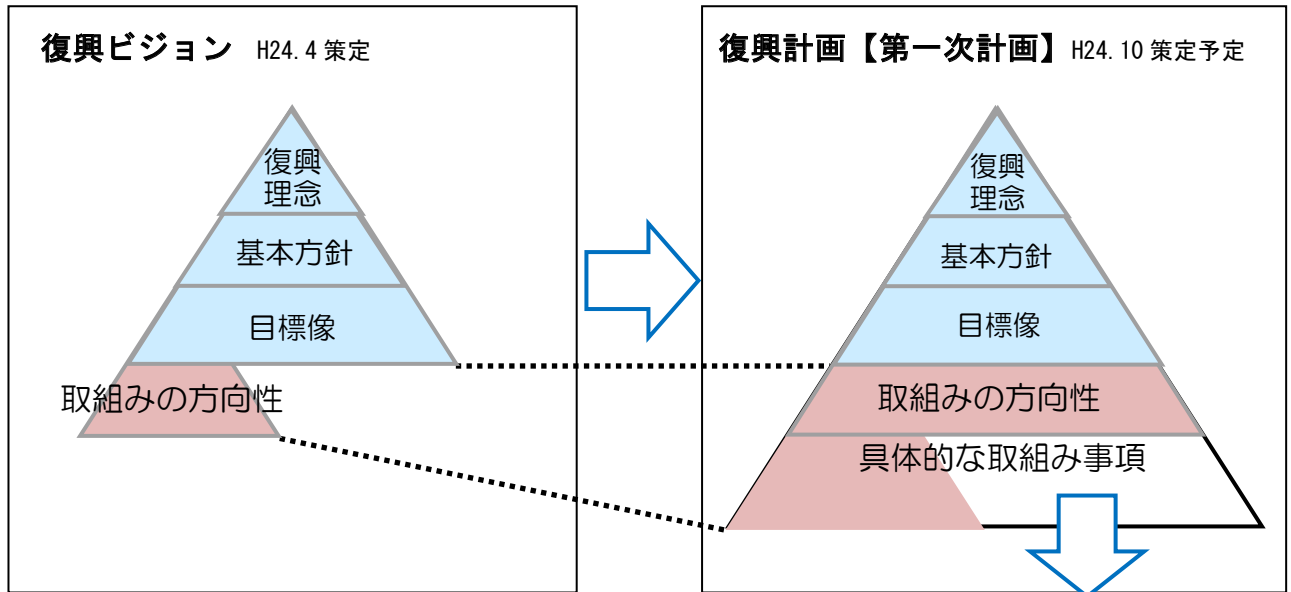 復興ビジョン H24.4 策定
復興
理念
基本方針
目標像
取組みの方向性
復興計画【第一次計画】H24.10 策定予定
復興
理念
基本方針
目標像
取組みの方向性
具体的な取組み事項